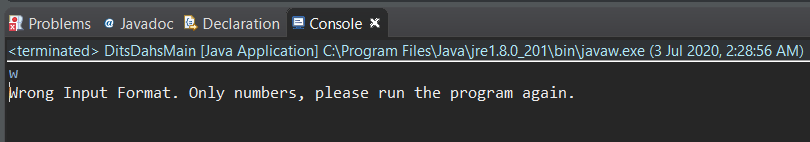 Problems Javadoc Declaration Console
<terminated> DitsDahsMain [Java Application] C:\Program Files\Java\jre1.8.0_201\bin\javaw.exe (3 Jul 2020, 2:28:56 AM)
w
Wrong Input Format. Only numbers, please run the program again.